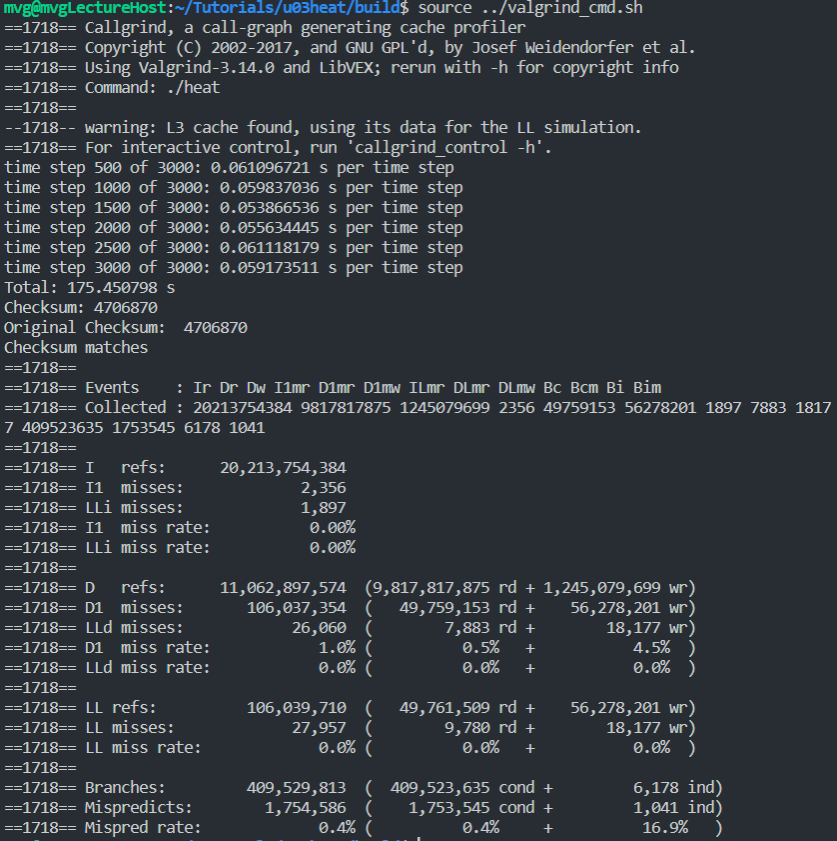 mvg@mvgLectureHost:~/Tutorials/u03heat/build$ source ../valgrind_cmd.sh
==1718== Callgrind, a call-graph generating cache profiler
==1718== Copyright (C) 2002-2017, and GNU GPL'd, by Josef Weidendorfer et al.
==1718== Using Valgrind-3.14.0 and LibVEX; rerun with -h for copyright info
==1718== Command: ./heat
==1718==
--1718-- warning: L3 cache found, using its data for the LL simulation.
==1718== For interactive control, run 'callgrind_control -h'.
time step 500 of 3000: 0.061096721 s per time step
time step 1000 of 3000: 0.059837036 s per time step
time step 1500 of 3000: 0.053866536 s per time step
time step 2000 of 3000: 0.055634445 s per time step
time step 2500 of 3000: 0.061118179 s per time step
time step 3000 of 3000: 0.059173511 s per time step
Total: 175.450798 s
Checksum: 4706870
Original Checksum:  4706870
Checksum matches
==1718==
==1718== Events    : Ir Dr Dw I1mr D1mr D1mw ILmr DLmr DLmw Bc Bcm Bi Bim
==1718== Collected : 20213754384 9817817875 1245079699 2356 49759153 56278201 1897 7883 1817
7 409523635 1753545 6178 1041
==1718==
==1718== I   refs:      20,213,754,384
==1718== I1  misses:             2,356
==1718== LLi misses:             1,897
==1718== I1  miss rate:           0.00%
==1718== LLi miss rate:           0.00%
==1718==
==1718== D   refs:      11,062,897,574  (9,817,817,875 rd + 1,245,079,699 wr)
==1718== D1  misses:       106,037,354  (   49,759,153 rd +    56,278,201 wr)
==1718== LLd misses:            26,060  (        7,883 rd +        18,177 wr)
==1718== D1  miss rate:            1.0% (          0.5%   +           4.5%  )
==1718== LLd miss rate:            0.0% (          0.0%   +           0.0%  )
==1718==
==1718== LL refs:          106,039,710  (   49,761,509 rd +    56,278,201 wr)
==1718== LL misses:             27,957  (        9,780 rd +        18,177 wr)
==1718== LL miss rate:             0.0% (          0.0%   +           0.0%  )
==1718==
==1718== Branches:         409,529,813  (  409,523,635 cond +         6,178 ind)
==1718== Mispredicts:        1,754,586  (    1,753,545 cond +         1,041 ind)
==1718== Mispred rate:             0.4% (          0.4%     +          16.9%   )